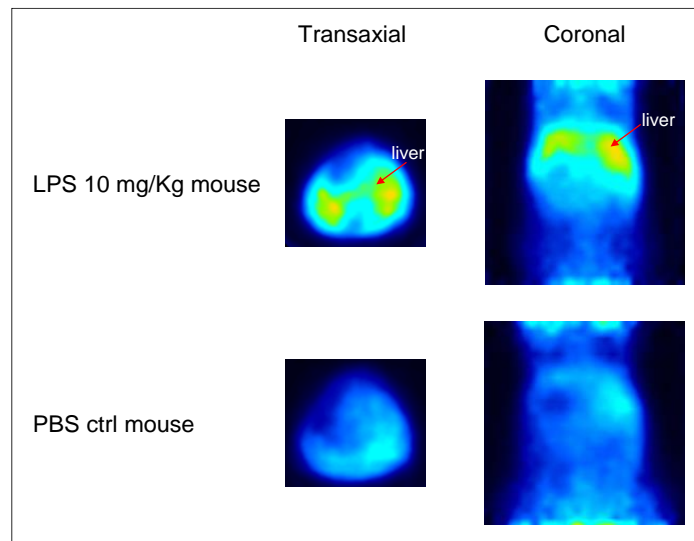 Transaxial Coronal
liver
liver
LPS 10 mg/Kg mouse
PBS ctrl mouse